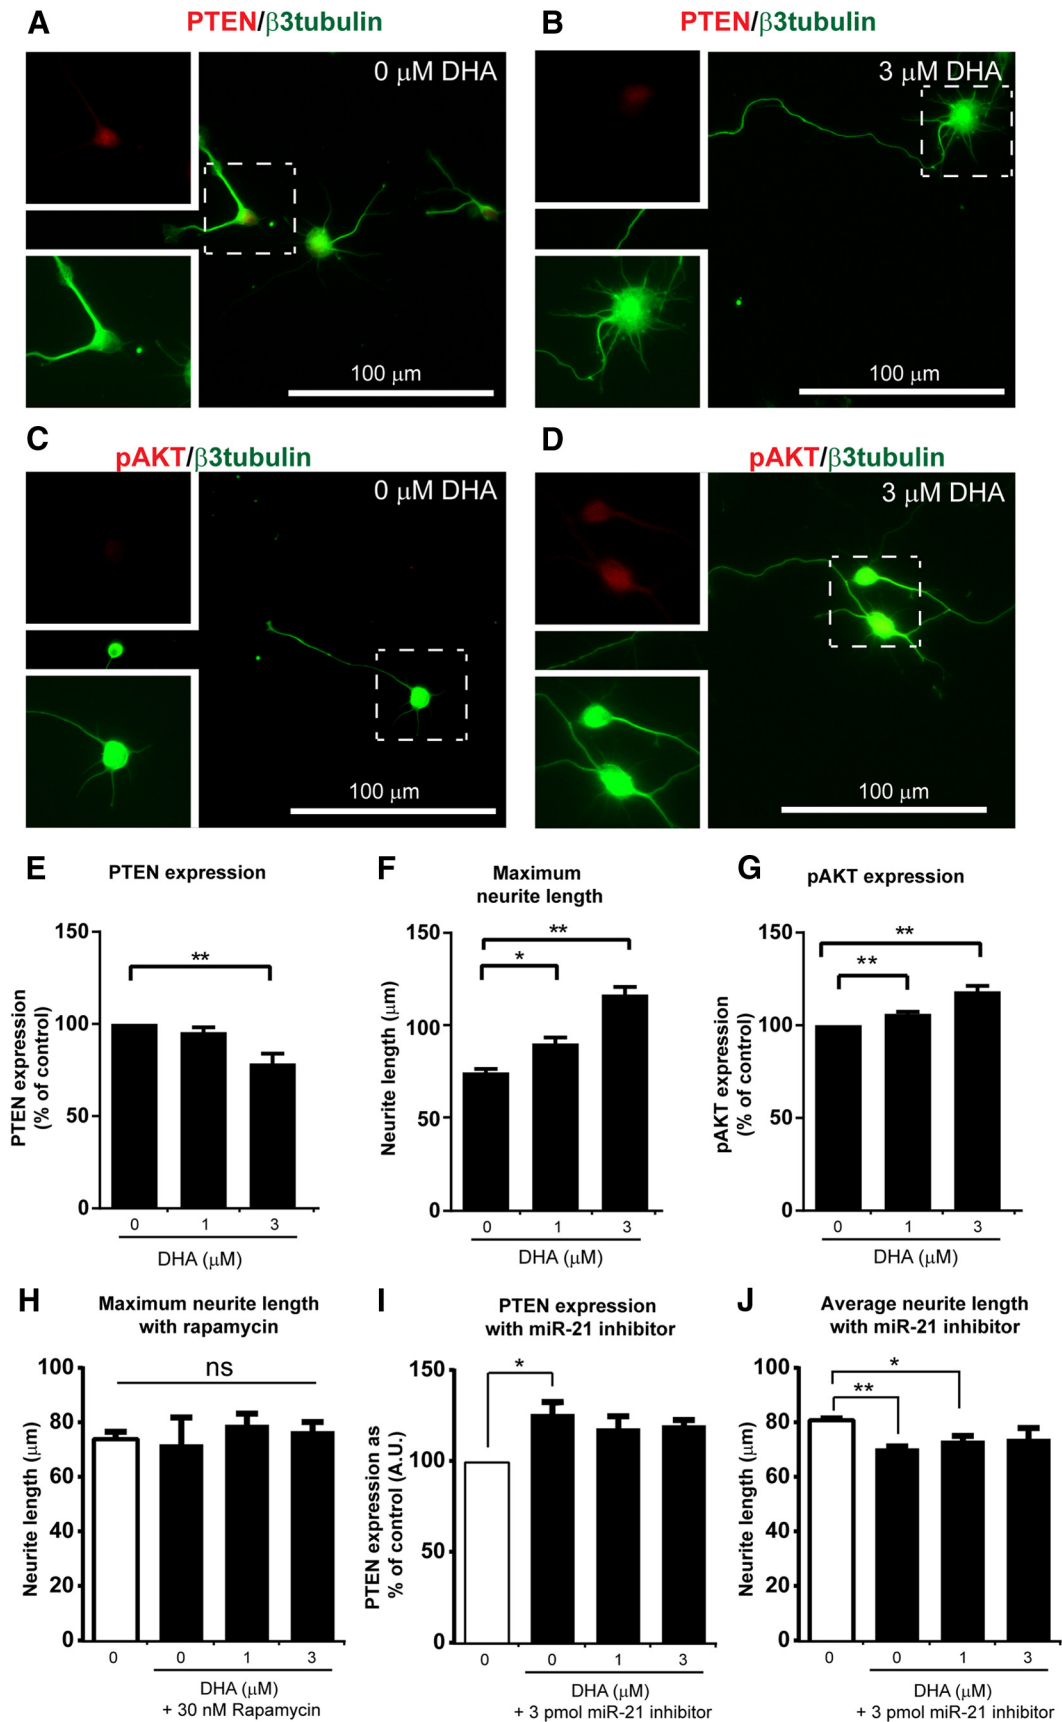 A
PTEN/β3tubulin
0 μM DHA
100 μm
B
PTEN/β3tubulin
3 μM DHA
100 μm
C
pAKT/β3tubulin
0 μM DHA
100 μm
D
pAKT/β3tubulin
3 μM DHA
100 μm
E
PTEN expression
PTEN expression
(% of control)
150
**
100
50
0
0 1 3
DHA (μM)
F
Maximum
neurite length
Neurite length (μm)
150
**
*
100
50
0
0 1 3
DHA (μM)
G
pAKT expression
pAKT expression
(% of control)
150
**
**
100
50
0
0 1 3
DHA (μM)
H
Maximum neurite length
with rapamycin
Neurite length (μm)
100
ns
80
60
40
20
0
0 0 1 3
DHA (μM)
+ 30 nM Rapamycin
I
PTEN expression
with miR-21 inhibitor
PTEN expression as
% of control (A.U.)
150
*
100
50
0
0 0 1 3
DHA (μM)
+ 3 pmol miR-21 inhibitor
J
Average neurite length
with miR-21 inhibitor
Neurite length (μm)
100
*
**
80
60
40
20
0
0 0 1 3
DHA (μM)
+ 3 pmol miR-21 inhibitor